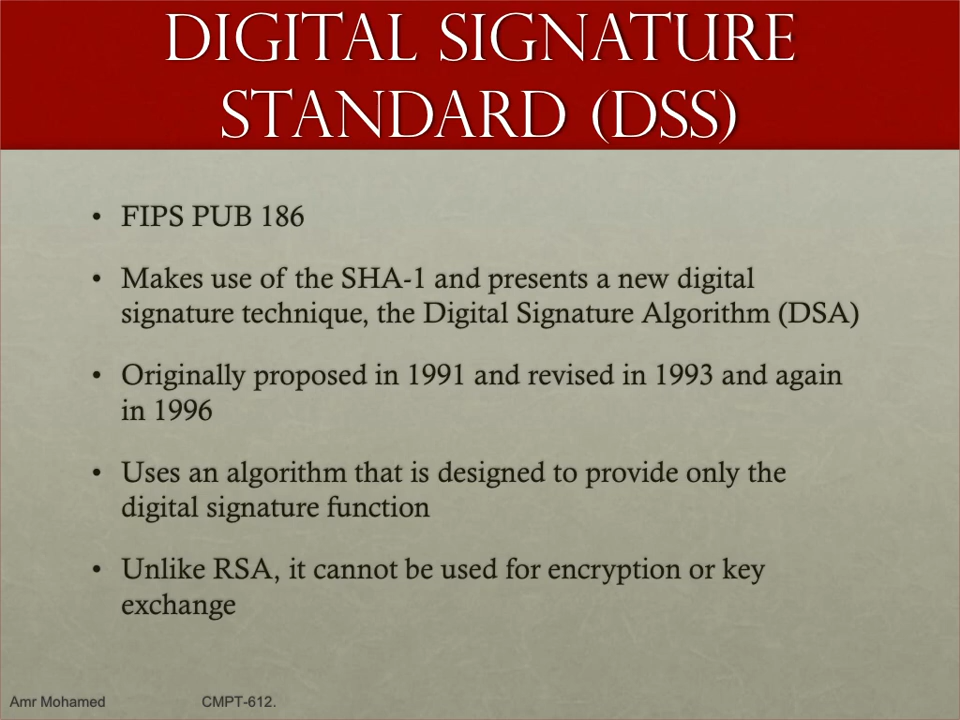 DIGITAL SIGNATURE
STANDARD (DSS)
• FIPS PUB 186
• Makes use of the SHA-1 and presents a new digital
signature technique, the Digital Signature Algorithm (DSA)
• Originally proposed in 1991 and revised in 1993 and again
in 1996
• Uses an algorithm that is designed to provide only the
digital signature function
• Unlike RSA, it cannot be used for encryption or key
exchange
Amr Mohamed CMPT-612.